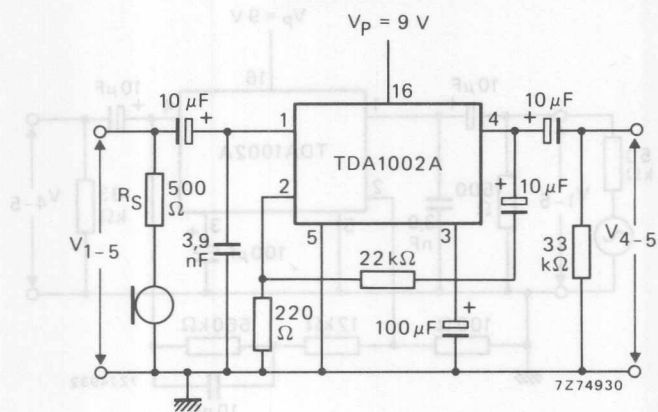 V_P = 9 V
16
10 μF
+
1
4
10 μF
+
TDA1002A
2
5
3
R_S
500
Ω
3,9
nF
+
10 μF
V_1-5
22 kΩ
V_4-5
33
kΩ
220
Ω
+
100 μF
7Z74930